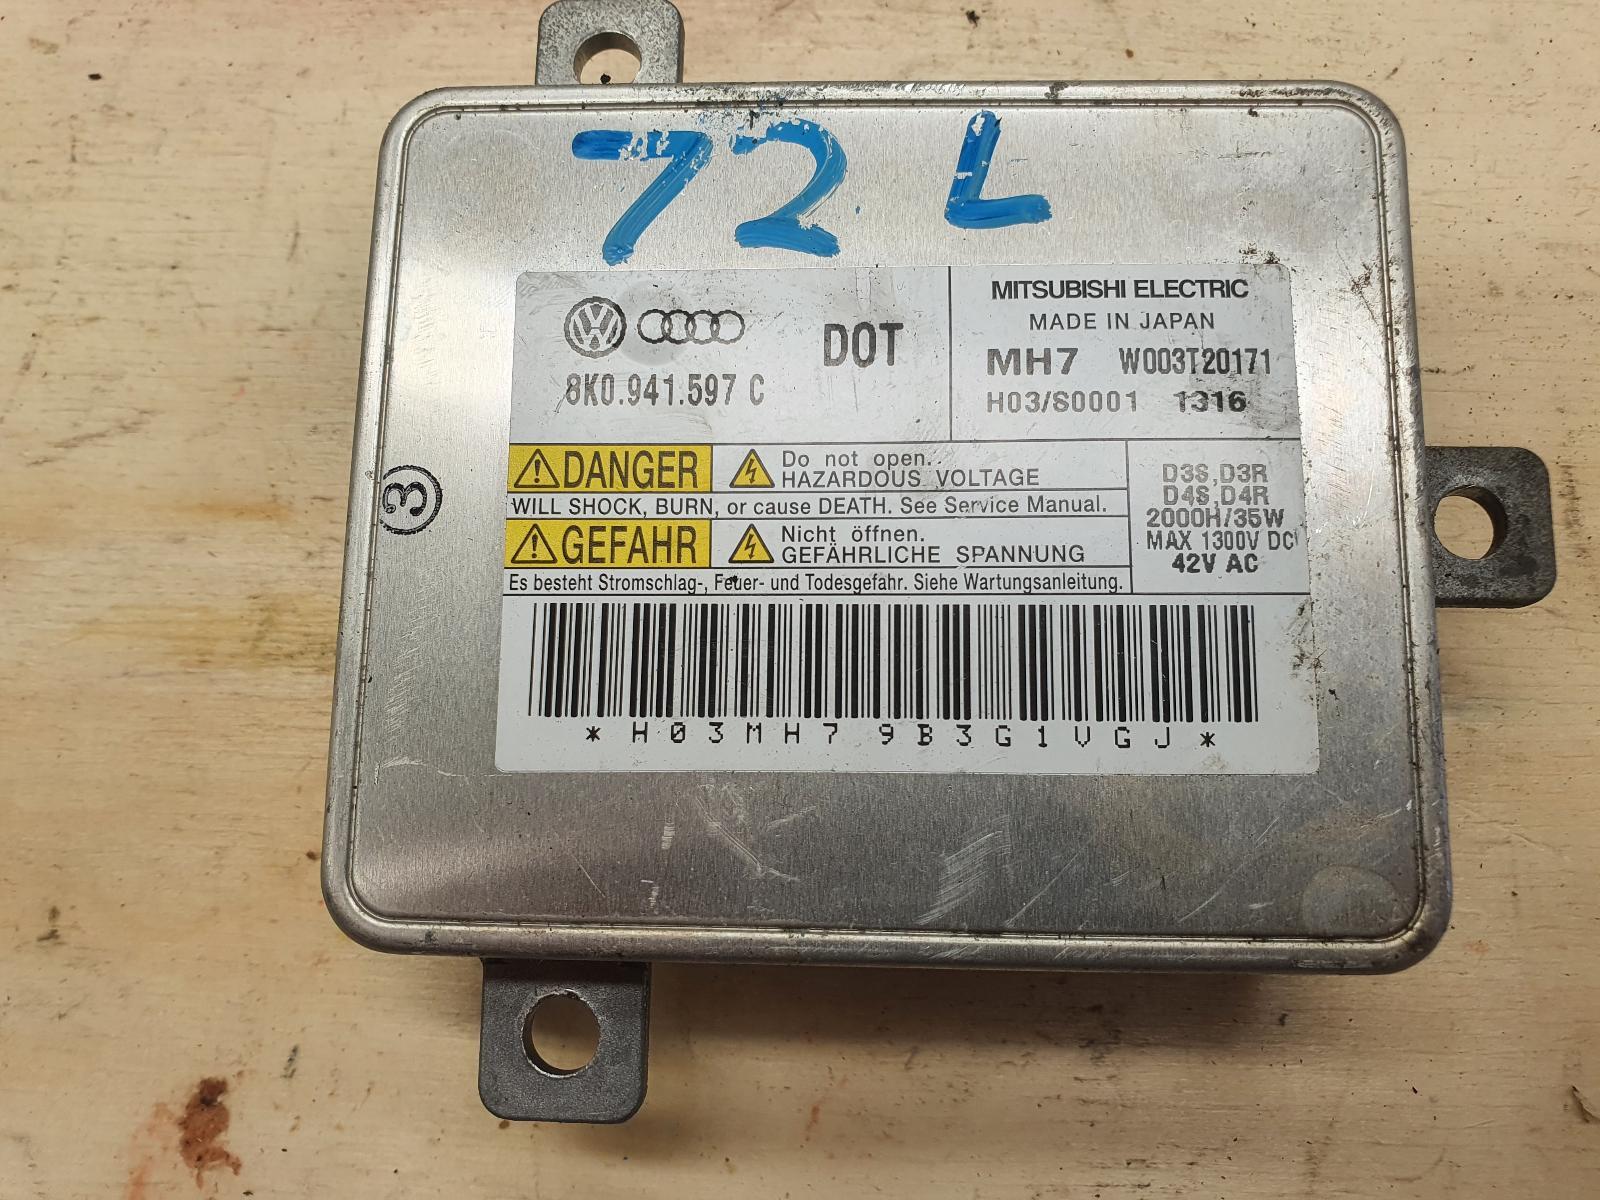 72 L
DOT
8K0.941.597 C
MITSUBISHI ELECTRIC
MADE IN JAPAN
MH7 W003T20171
H03/S0001 1316
3
DANGER
Do not open.
HAZARDOUS VOLTAGE
WILL SHOCK, BURN, or cause DEATH. See Service Manual.
GEFAHR
Nicht öffnen.
GEFÄHRLICHE SPANNUNG
Es besteht Stromschlag-, Feuer- und Todesgefahr. Siehe Wartungsanleitung.
D3S,D3R
D4S,D4R
2000H/35W
MAX 1300V DC
42V AC
*H03MH79B3G1VGJ*